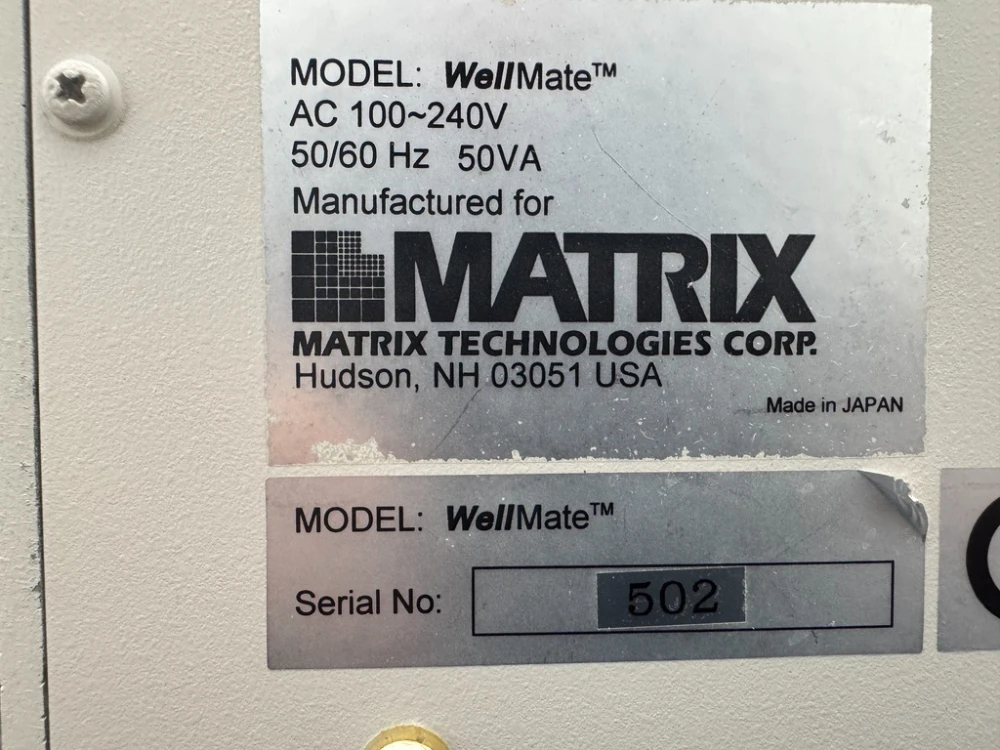 MODEL: WellMate™
AC 100~240V
50/60 Hz 50VA
Manufactured for
MATRIX
MATRIX TECHNOLOGIES CORP.
Hudson, NH 03051 USA
Made in JAPAN
MODEL: WellMate™
Serial No: 502